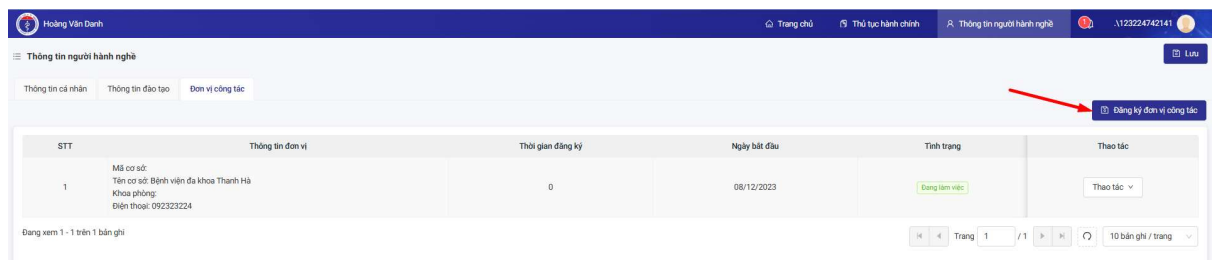 Hoàng Văn Danh
Trang chủ
Thủ tục hành chính
Thông tin người hành nghề
1
.\123224742141
Thông tin người hành nghề
Lưu
Thông tin cá nhân
Thông tin đào tạo
Đơn vị công tác
Đăng ký đơn vị công tác
STT
Thông tin đơn vị
Thời gian đăng ký
Ngày bắt đầu
Tình trạng
Thao tác
1
Mã cơ sở:
Tên cơ sở: Bệnh viện đa khoa Thanh Hà
Khoa phòng:
Điện thoại: 092323224
0
08/12/2023
Đang làm việc
Thao tác
Đang xem 1 - 1 trên 1 bản ghi
Trang 1 / 1
10 bản ghi / trang